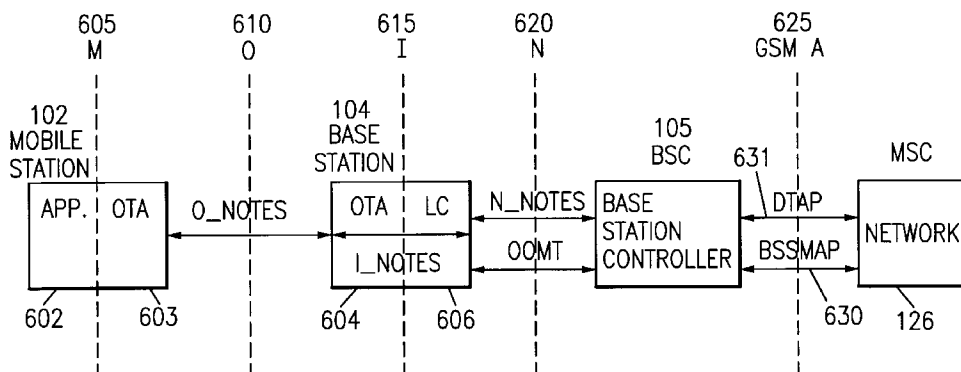 605 610 615 620 625
M O I N GSM A
102
MOBILE
STATION
104
BASE
STATION
105
BSC
MSC
631
APP. OTA
O_NOTES
OTA LC
I_NOTES
N_NOTES
OOMT
BASE
STATION
CONTROLLER
DTAP
BSSMAP
NETWORK
602 603 604 606 630 126